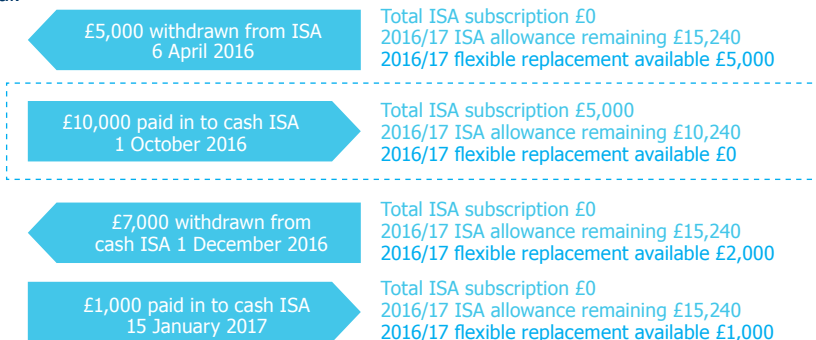 £5,000 withdrawn from ISA
6 April 2016
Total ISA subscription £0
2016/17 ISA allowance remaining £15,240
2016/17 flexible replacement available £5,000
£10,000 paid in to cash ISA
1 October 2016
Total ISA subscription £5,000
2016/17 ISA allowance remaining £10,240
2016/17 flexible replacement available £0
£7,000 withdrawn from
cash ISA 1 December 2016
Total ISA subscription £0
2016/17 ISA allowance remaining £15,240
2016/17 flexible replacement available £2,000
£1,000 paid in to cash ISA
15 January 2017
Total ISA subscription £0
2016/17 ISA allowance remaining £15,240
2016/17 flexible replacement available £1,000